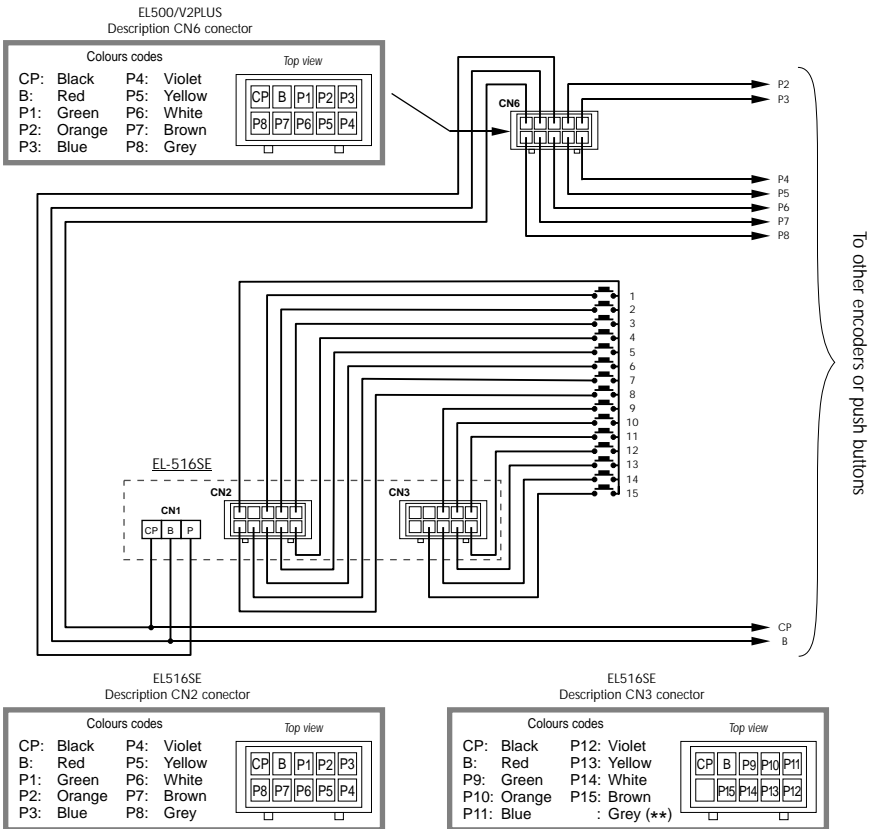 EL500/V2PLUS
Description CN6 conector
Colours codes
CP: Black P4: Violet
B: Red P5: Yellow
P1: Green P6: White
P2: Orange P7: Brown
P3: Blue P8: Grey
Top view
CP B P1 P2 P3
P8 P7 P6 P5 P4
CN6
P2
P3
P4
P5
P6
P7
P8
To other encoders or push buttons
1
2
3
4
5
6
7
8
9
10
11
12
13
14
15
EL-516SE
CN1
CP B P
CN2
CN3
CP
B
EL516SE
Description CN2 conector
Colours codes
CP: Black P4: Violet
B: Red P5: Yellow
P1: Green P6: White
P2: Orange P7: Brown
P3: Blue P8: Grey
Top view
CP B P1 P2 P3
P8 P7 P6 P5 P4
EL516SE
Description CN3 conector
Colours codes
CP: Black P12: Violet
B: Red P13: Yellow
P9: Green P14: White
P10: Orange P15: Brown
P11: Blue : Grey (**)
Top view
CP B P9 P10 P11
P15 P14 P13 P12